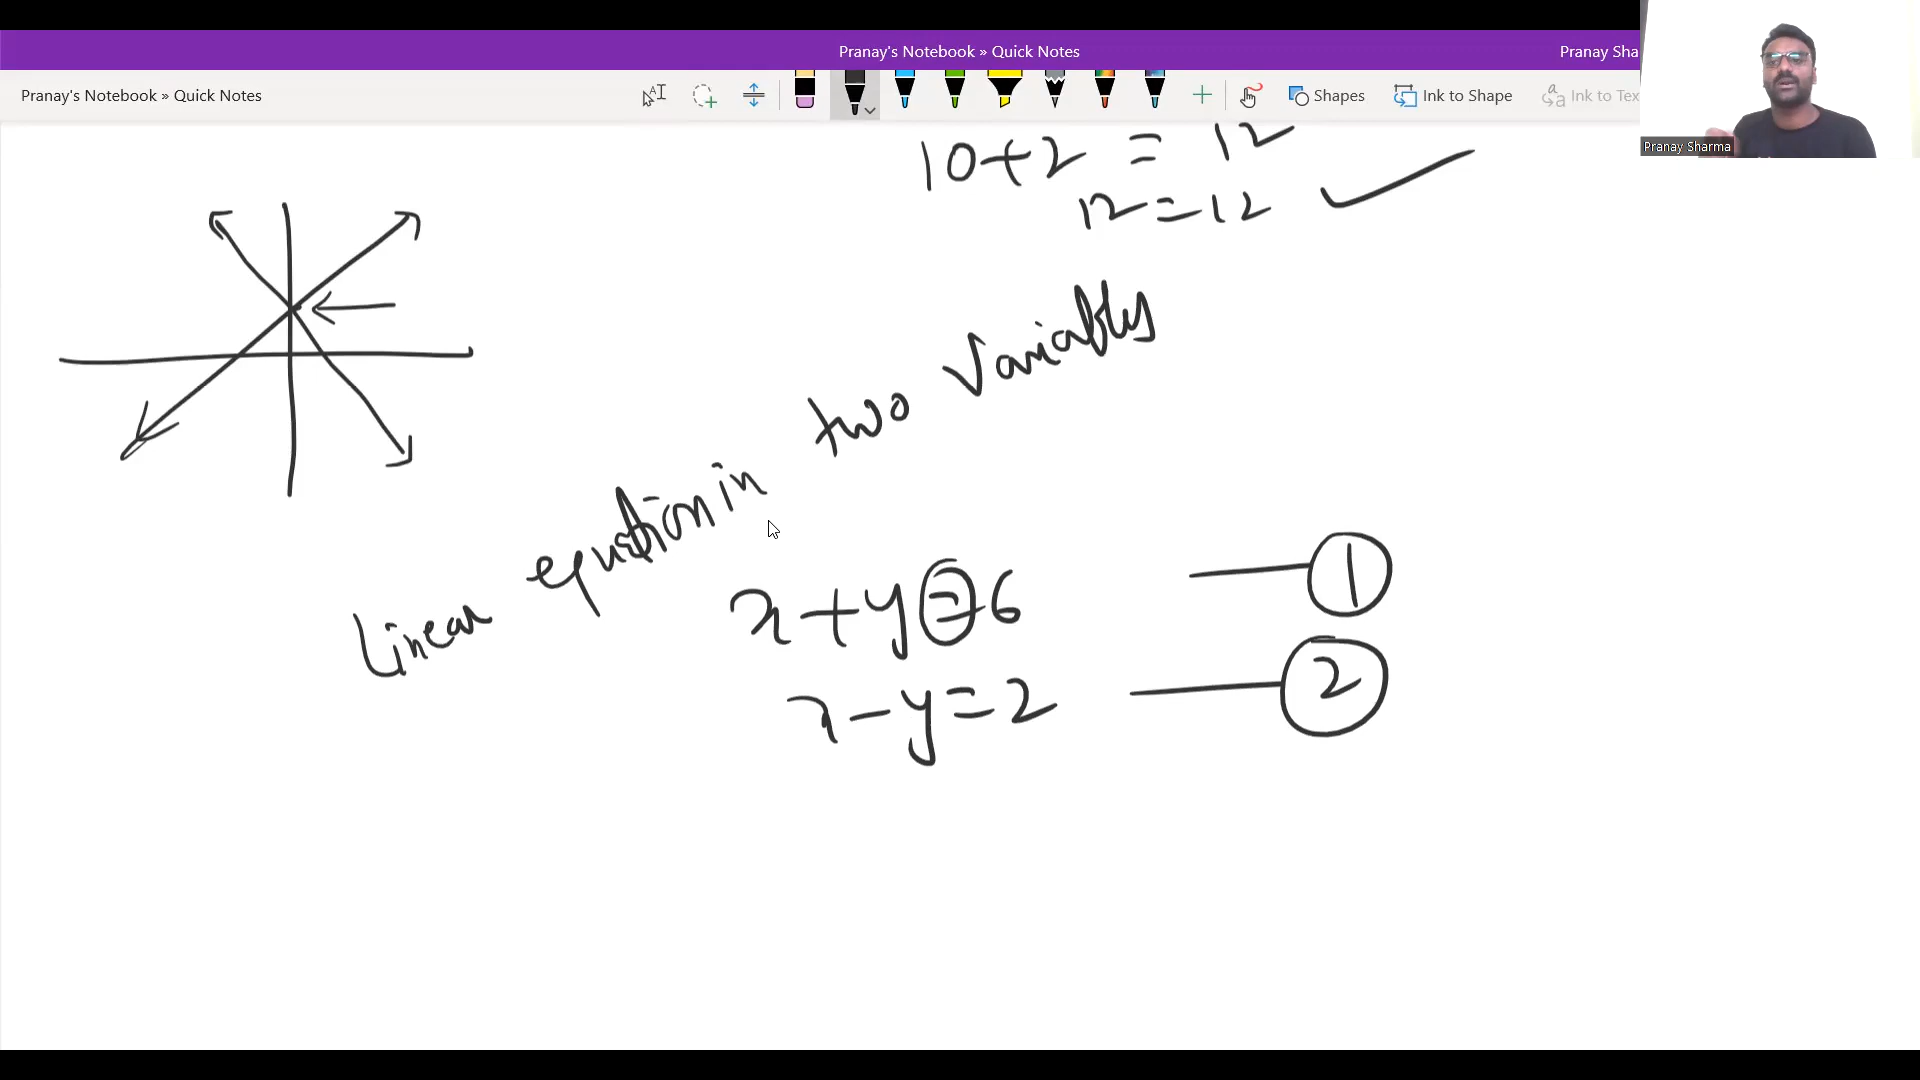 Pranay's Notebook » Quick Notes
Pranay Sha
Pranay's Notebook » Quick Notes
Shapes
Ink to Shape
Ink to Tex
Pranay Sharma
10+2 = 12
12=12 ✓
Linear equation in two variables
x+y=6 1
x-y=2 2